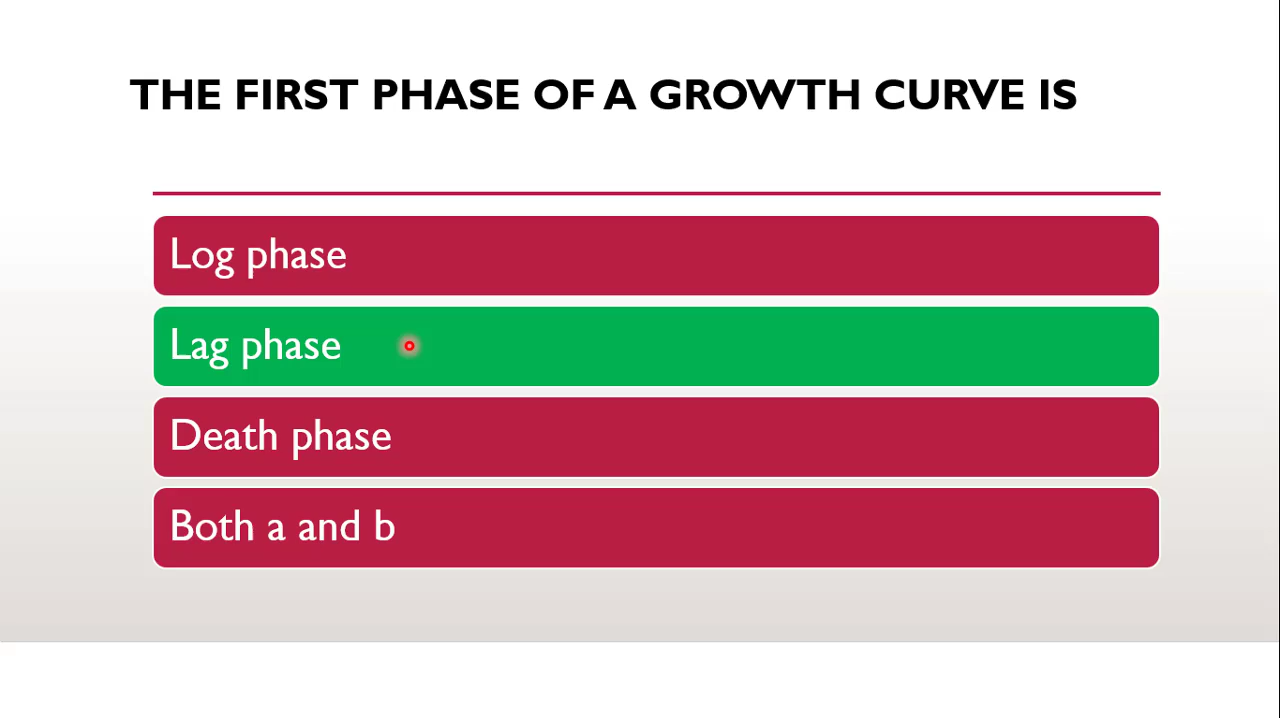 THE FIRST PHASE OF A GROWTH CURVE IS
Log phase
Lag phase
Death phase
Both a and b